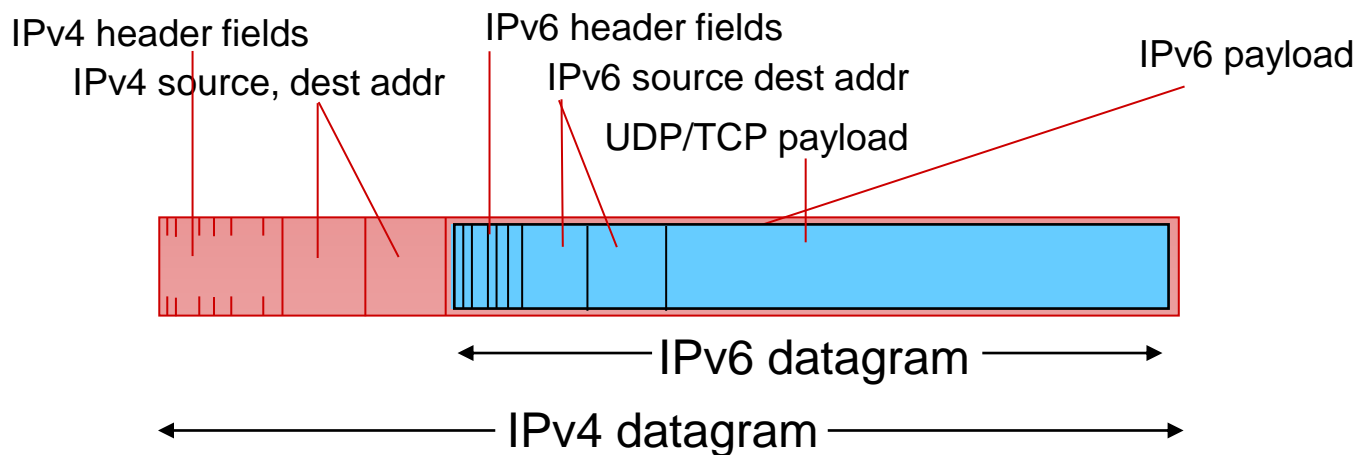 IPv4 header fields
IPv6 header fields
IPv4 source, dest addr
IPv6 source dest addr
IPv6 payload
UDP/TCP payload
IPv6 datagram
IPv4 datagram